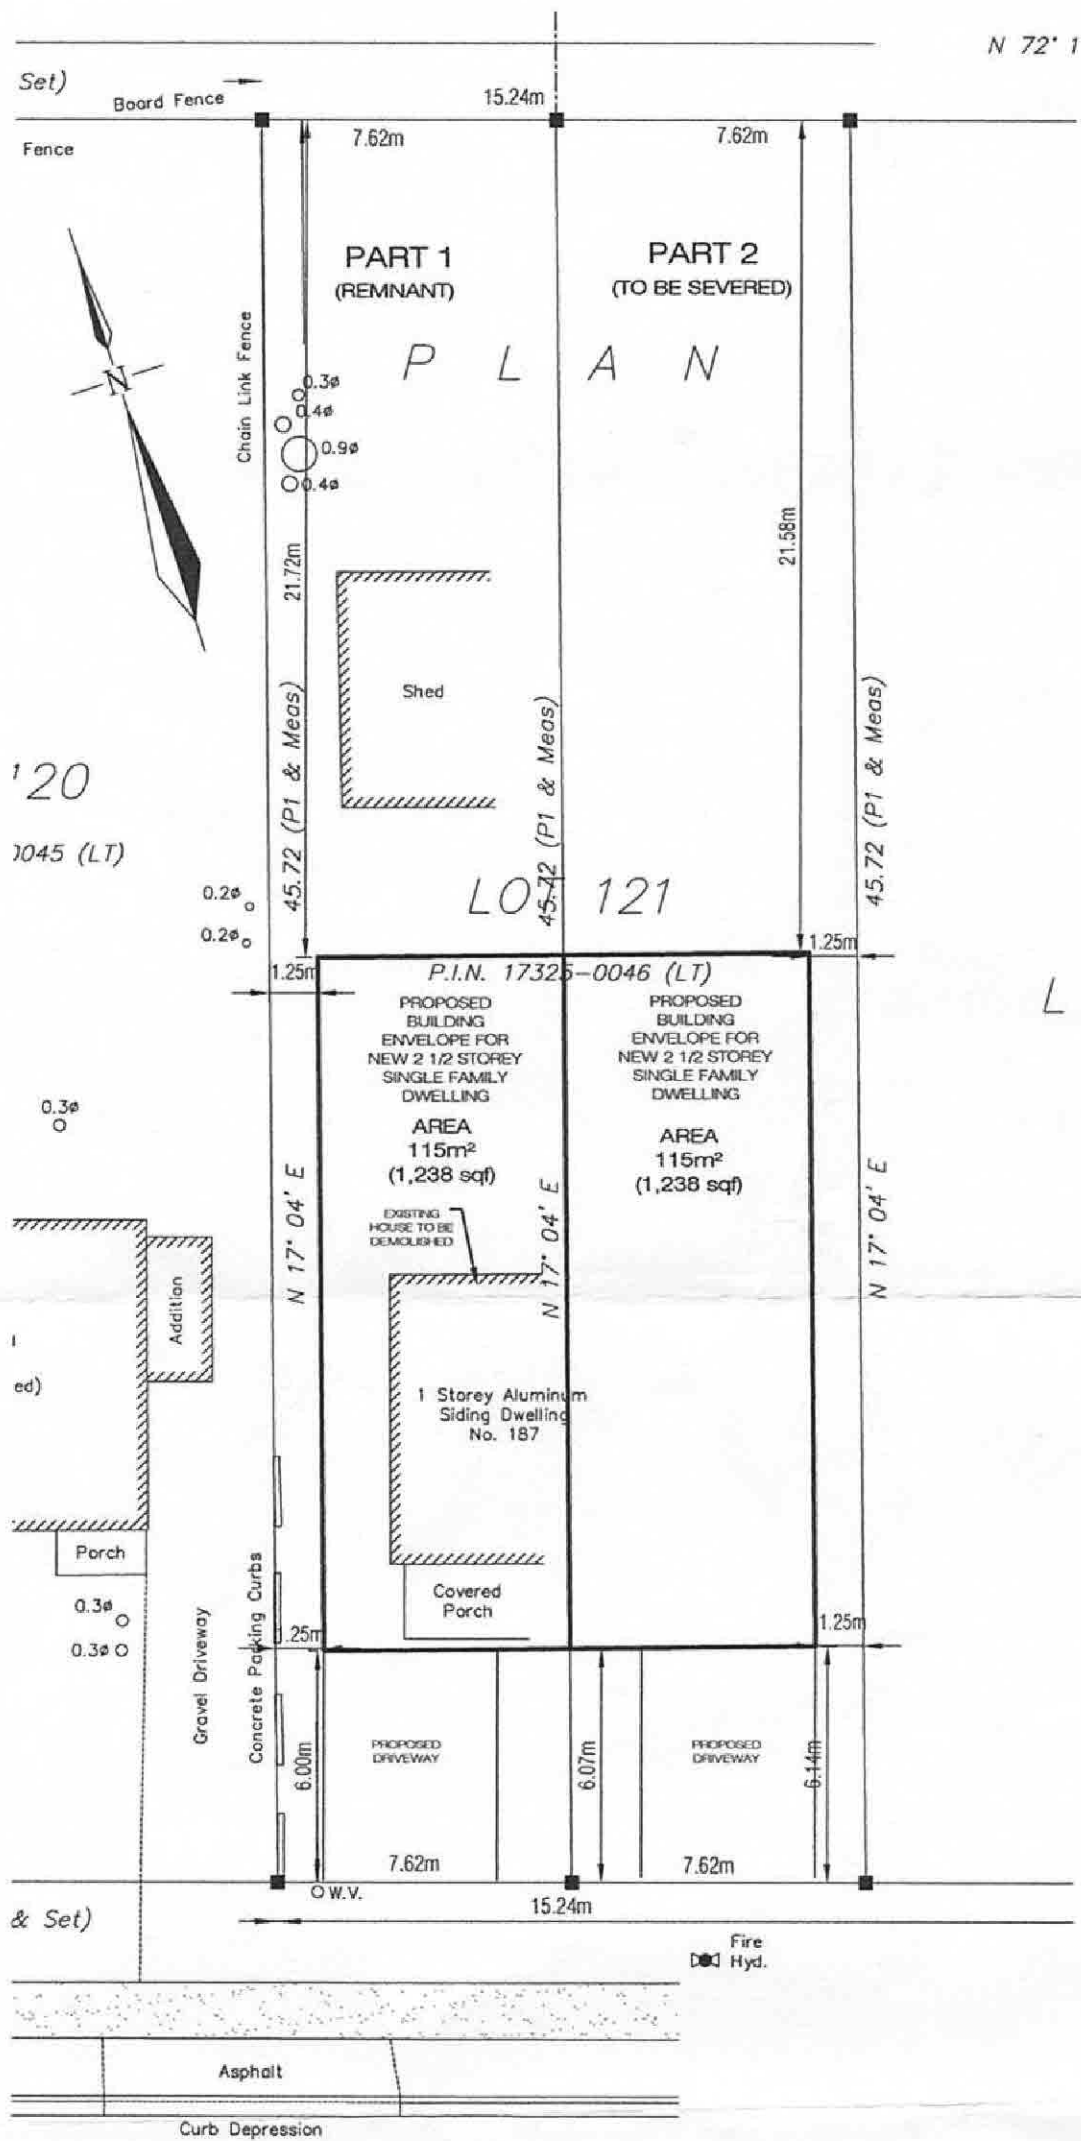 N 72° 1
Set)
Board Fence
15.24m
Fence
7.62m
7.62m
PART 1
(REMNANT)
PART 2
(TO BE SEVERED)
P L A N
Chain Link Fence
N
0.3ø
0.4ø
0.9ø
0.4ø
21.72m
21.58m
Shed
45.72 (P1 & Meas)
45.72 (P1 & Meas)
45.72 (P1 & Meas)
120
0045 (LT)
LOT 121
0.2ø
0.2ø
1.25m
1.25m
P.I.N. 17325-0046 (LT)
L
PROPOSED
BUILDING
ENVELOPE FOR
NEW 2 1/2 STOREY
SINGLE FAMILY
DWELLING
AREA
115m²
(1,238 sqf)
PROPOSED
BUILDING
ENVELOPE FOR
NEW 2 1/2 STOREY
SINGLE FAMILY
DWELLING
AREA
115m²
(1,238 sqf)
0.3ø
N 17° 04' E
N 17° 04' E
N 17° 04' E
EXISTING
HOUSE TO BE
DEMOLISHED
Addition
ed)
1 Storey Aluminum
Siding Dwelling
No. 187
Porch
Covered
Porch
0.3ø
0.3ø
Gravel Driveway
Concrete Parking Curbs
.25m
1.25m
PROPOSED
DRIVEWAY
PROPOSED
DRIVEWAY
6.00m
6.07m
6.14m
7.62m
7.62m
W.V.
15.24m
& Set)
Fire
Hyd.
Asphalt
Curb Depression